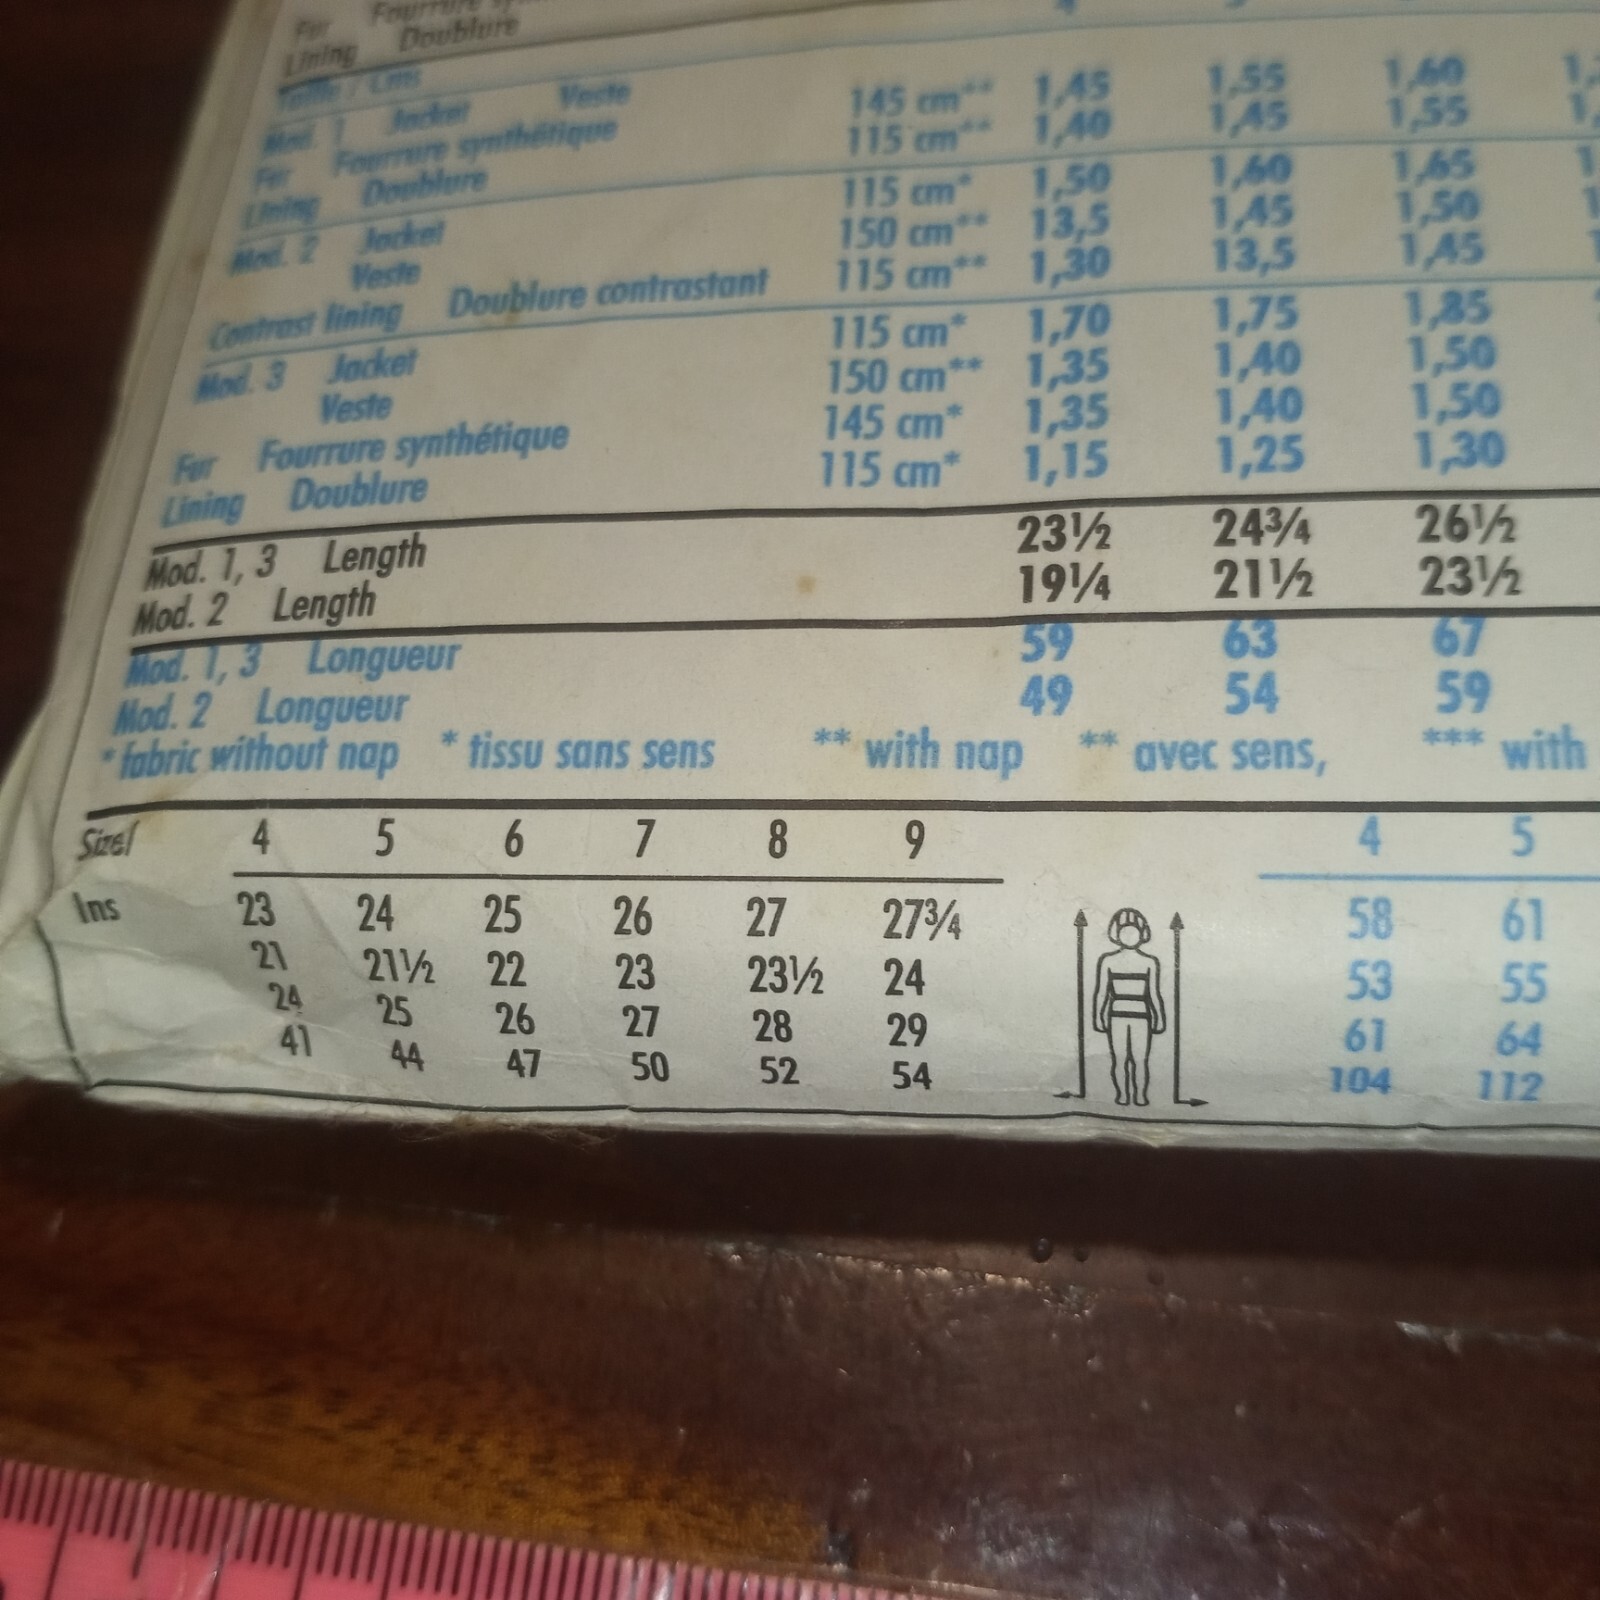 Fur Fourrure
Lining Doublure
4
Taille / Cms
Mod. 1 Jacket Veste 145 cm** 1,45 1,55 1,60
Fur Fourrure synthétique 115 cm** 1,40 1,45 1,55
Lining Doublure 115 cm* 1,50 1,60 1,65
Mod. 2 Jacket 150 cm** 13,5 1,45 1,50
Veste 115 cm** 1,30 13,5 1,45
Contrast lining Doublure contrastant 115 cm* 1,70 1,75 1,85
Mod. 3 Jacket 150 cm** 1,35 1,40 1,50
Veste 145 cm* 1,35 1,40 1,50
Fur Fourrure synthétique 115 cm* 1,15 1,25 1,30
Lining Doublure
Mod. 1, 3 Length 23½ 24¾ 26½
Mod. 2 Length 19¼ 21½ 23½
Mod. 1, 3 Longueur 59 63 67
Mod. 2 Longueur 49 54 59
* fabric without nap * tissu sans sens ** with nap ** avec sens, *** with
Size/ 4 5 6 7 8 9 4 5
Ins 23 24 25 26 27 27¾ 58 61
21 21½ 22 23 23½ 24 53 55
24 25 26 27 28 29 61 64
41 44 47 50 52 54 104 112